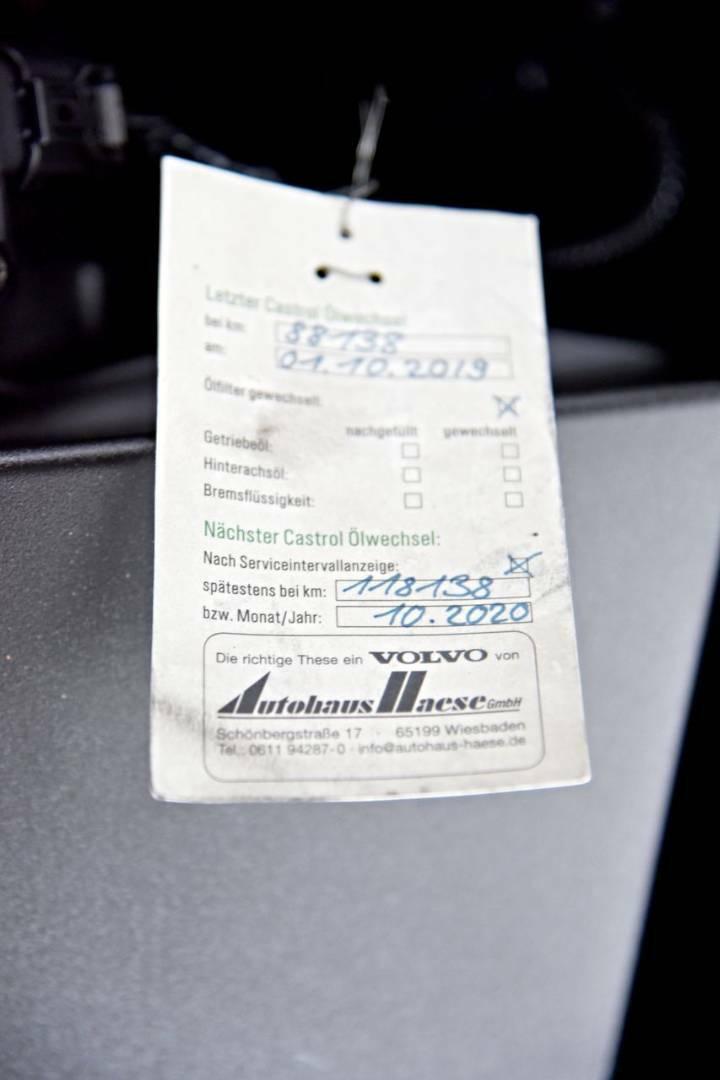 Letzter Castrol Ölwechsel
bei km: 88138
am: 01.10.2019
Ölfilter gewechselt:
nachgefüllt gewechselt
Getriebeöl:
Hinterachsöl:
Bremsflüssigkeit:
Nächster Castrol Ölwechsel:
Nach Serviceintervallanzeige:
spätestens bei km: 118138
bzw. Monat/Jahr: 10.2020
Die richtige These ein VOLVO von
Autohaus Haese GmbH
Schönbergstraße 17 · 65199 Wiesbaden
Tel.: 0611 94287-0 · info@autohaus-haese.de